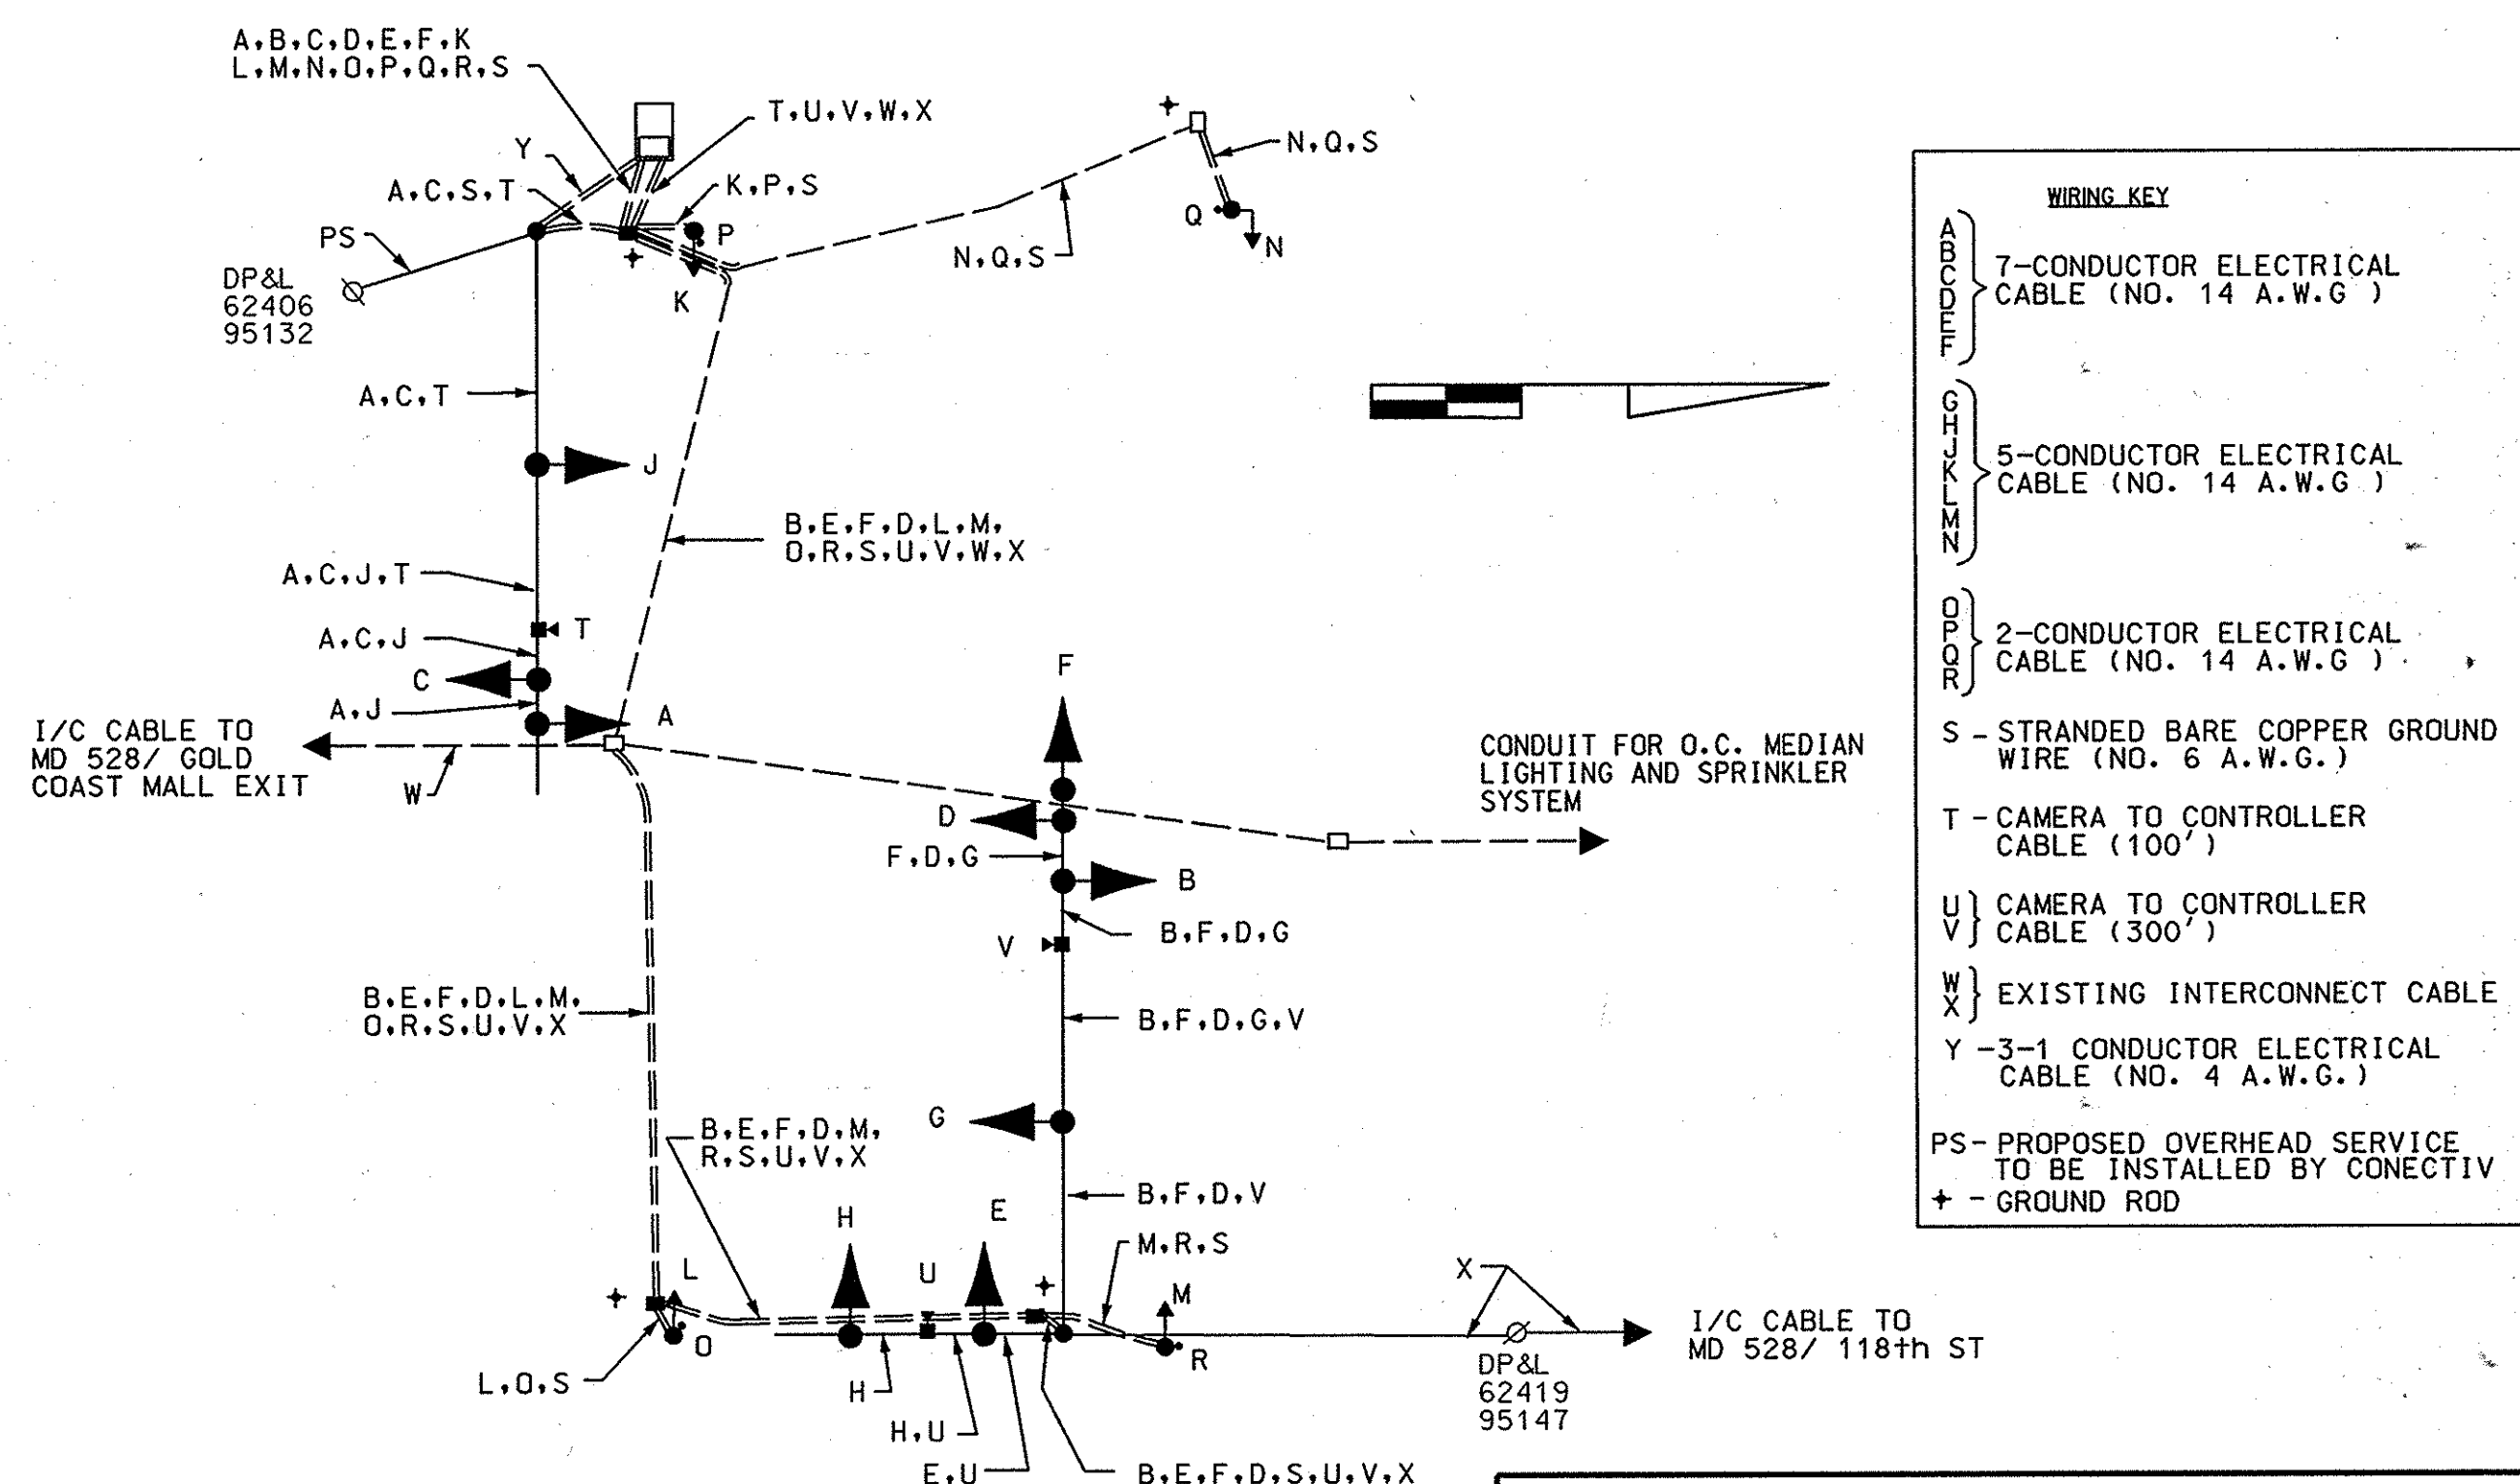 A,B,C,D,E,F,K
L,M,N,O,P,Q,R,S
T,U,V,W,X
Y
N,Q,S
A,C,S,T
K,P,S
PS
Q
P
N
N,Q,S
DP&L
62406
95132
K
A,C,T
J
B,E,F,D,L,M,
O,R,S,U,V,W,X
A,C,J,T
T
A,C,J
F
C
A,J
A
I/C CABLE TO
MD 528/ GOLD
COAST MALL EXIT
W
CONDUIT FOR O.C. MEDIAN
LIGHTING AND SPRINKLER
SYSTEM
D
F,D,G
B
B,F,D,G
V
B.E,F,D.L,M,
O,R,S,U,V,X
B,F,D,G,V
G
B,E,F,D,M,
R,S,U,V,X
B,F,D,V
H
E
M,R,S
L
U
M
X
O
R
I/C CABLE TO
MD 528/ 118th ST
L,O,S
H
DP&L
62419
95147
H,U
E,U
B,E,F,D,S,U,V,X
WIRING KEY
A
B
C
D
E
F
7-CONDUCTOR ELECTRICAL
CABLE (NO. 14 A.W.G )
G
H
J
K
L
M
N
5-CONDUCTOR ELECTRICAL
CABLE (NO. 14 A.W.G )
O
P
Q
R
2-CONDUCTOR ELECTRICAL
CABLE (NO. 14 A.W.G )
S - STRANDED BARE COPPER GROUND
WIRE (NO. 6 A.W.G.)
T - CAMERA TO CONTROLLER
CABLE (100')
U
V
CAMERA TO CONTROLLER
CABLE (300')
W
X
EXISTING INTERCONNECT CABLE
Y -3-1 CONDUCTOR ELECTRICAL
CABLE (NO. 4 A.W.G.)
PS- PROPOSED OVERHEAD SERVICE
TO BE INSTALLED BY CONECTIV
- GROUND ROD